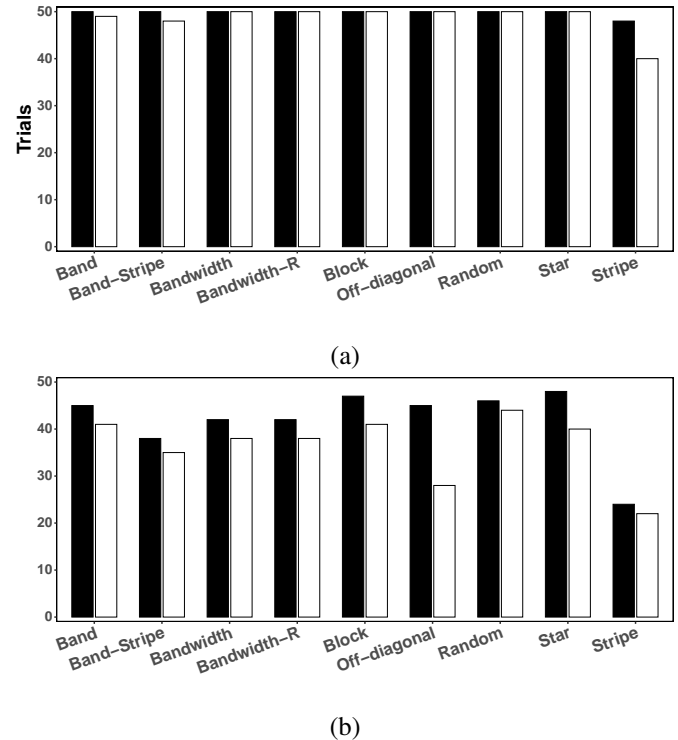 50
40
30
20
10
0
Trials
Band
Band−Stripe
Bandwidth
Bandwidth−R
Block
Off−diagonal
Random
Star
Stripe
(a)
50
40
30
20
10
0
Band
Band−Stripe
Bandwidth
Bandwidth−R
Block
Off−diagonal
Random
Star
Stripe
(b)